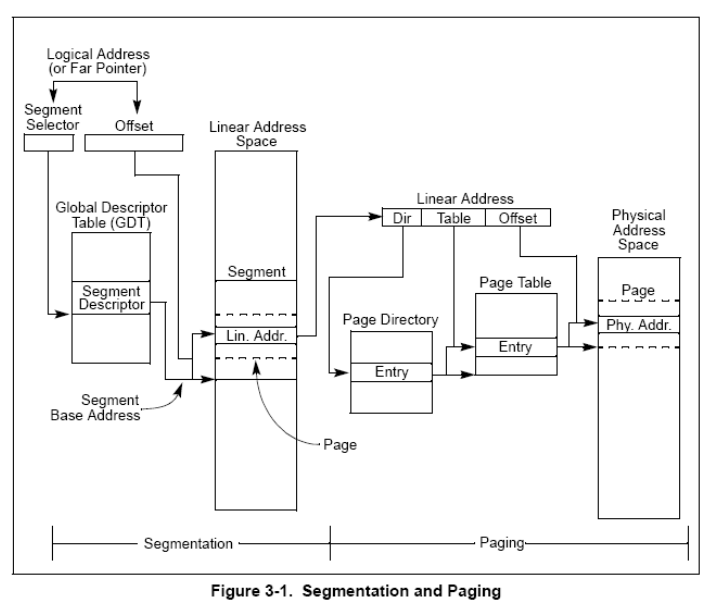 Logical Address
(or Far Pointer)
Segment
Selector
Offset
Linear Address
Space
Global Descriptor
Table (GDT)
Segment
Descriptor
Segment
Lin. Addr.
Segment
Base Address
Page
Linear Address
Dir
Table
Offset
Page Directory
Entry
Page Table
Entry
Physical
Address
Space
Page
Phy. Addr.
Segmentation
Paging
Figure 3-1. Segmentation and Paging